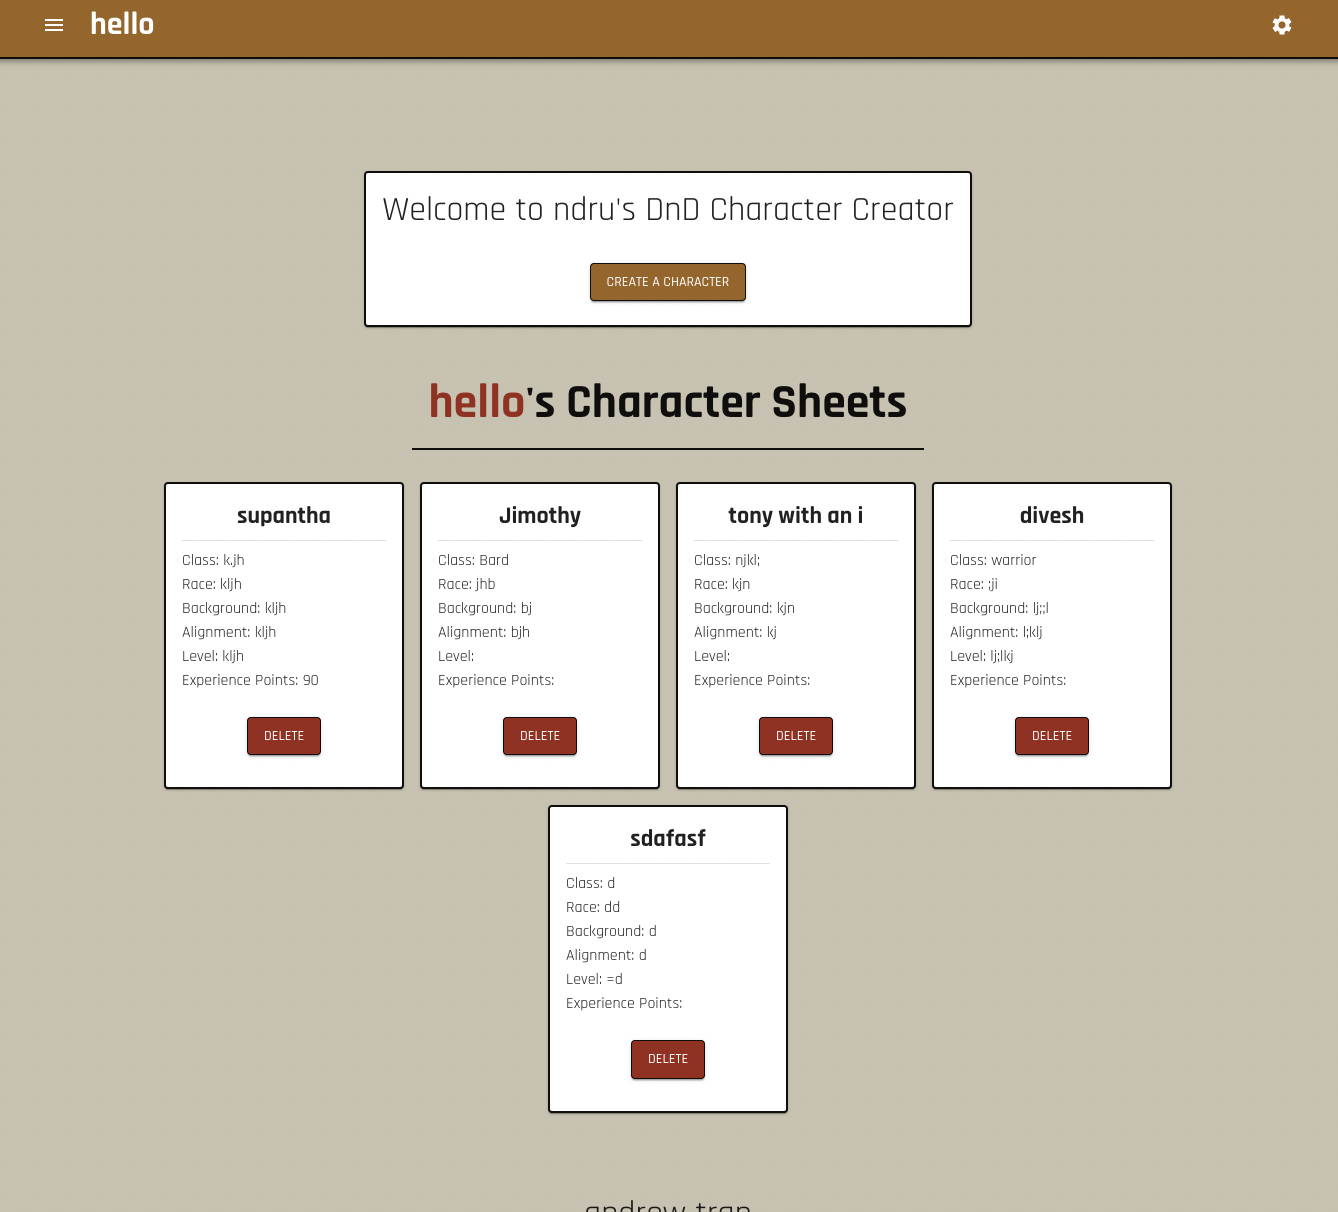 hello
Welcome to ndru's DnD Character Creator
CREATE A CHARACTER
hello's Character Sheets
supantha
Class: k.jh
Race: kljh
Background: kljh
Alignment: kljh
Level: kljh
Experience Points: 90
DELETE
Jimothy
Class: Bard
Race: jhb
Background: bj
Alignment: bjh
Level:
Experience Points:
DELETE
tony with an i
Class: njkl;
Race: kjn
Background: kjn
Alignment: kj
Level:
Experience Points:
DELETE
divesh
Class: warrior
Race: ;ji
Background: lj;;l
Alignment: l;klj
Level: lj;lkj
Experience Points:
DELETE
sdafasf
Class: d
Race: dd
Background: d
Alignment: d
Level: =d
Experience Points:
DELETE
andrew tran